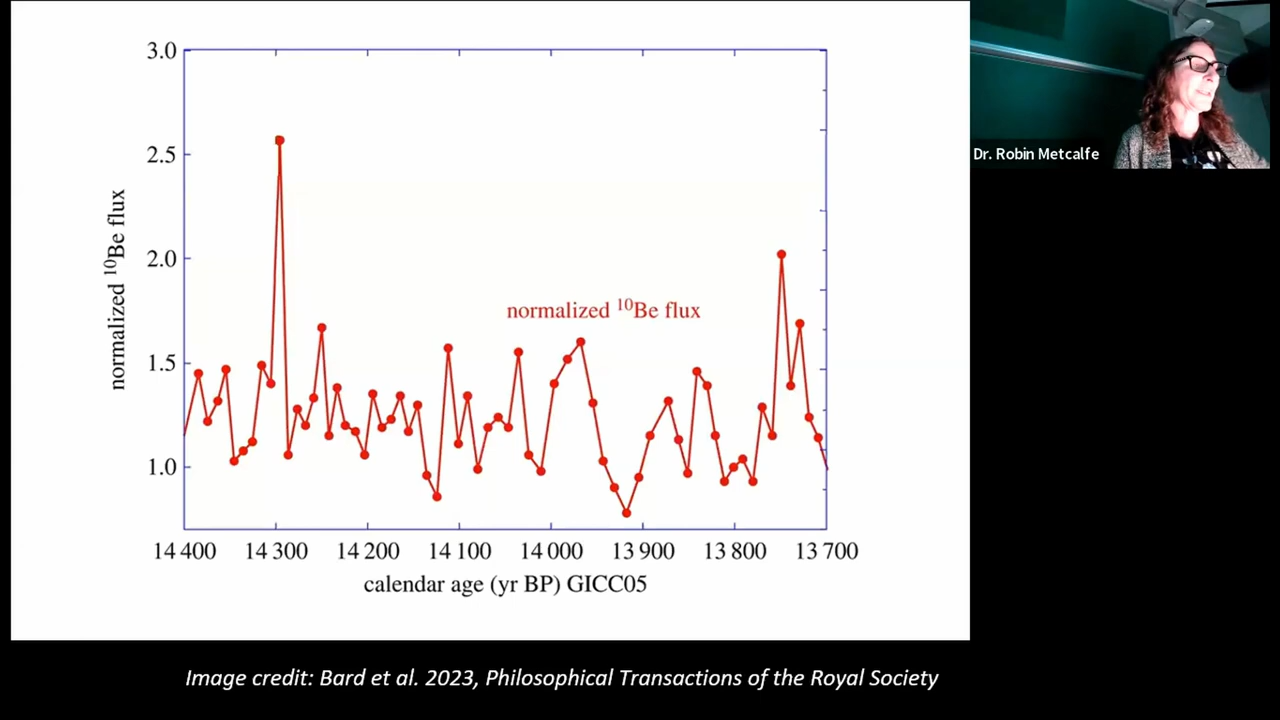 3.0
2.5
2.0
1.5
1.0
normalized ¹⁰Be flux
normalized ¹⁰Be flux
14 400 14 300 14 200 14 100 14 000 13 900 13 800 13 700
calendar age (yr BP) GICC05
Dr. Robin Metcalfe
Image credit: Bard et al. 2023, Philosophical Transactions of the Royal Society